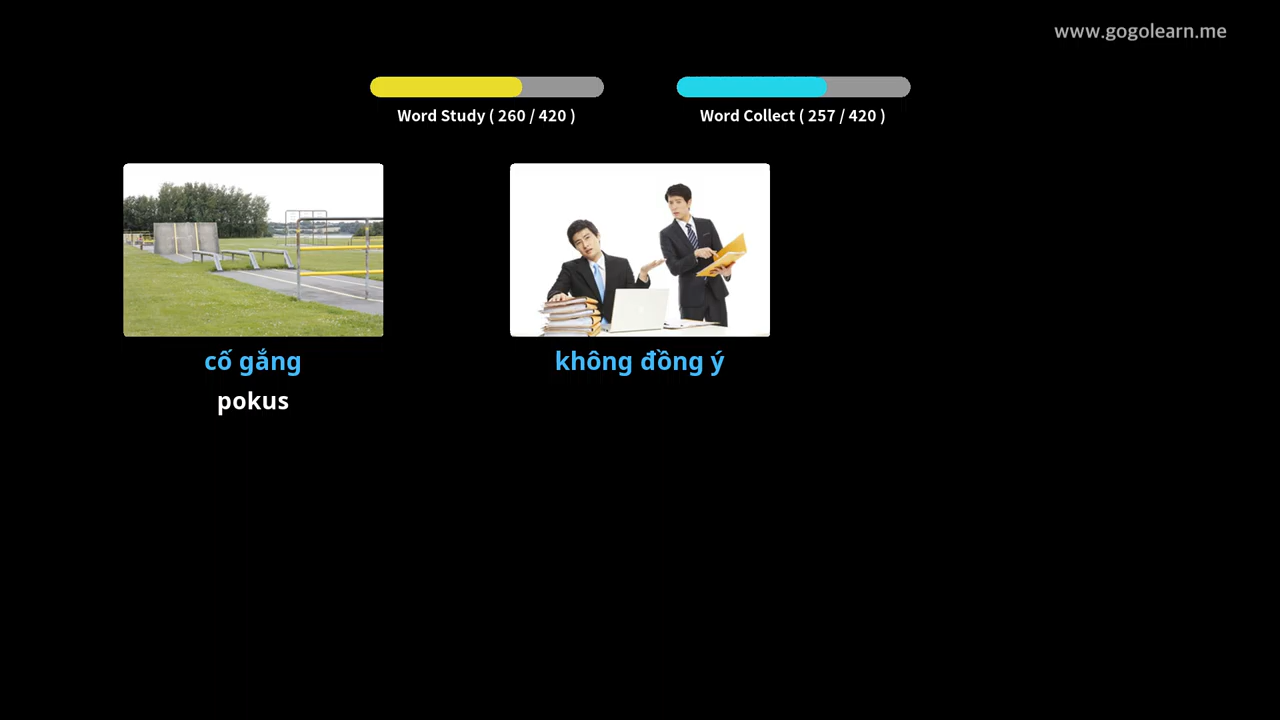 www.gogolearn.me
Word Study ( 260 / 420 )
Word Collect ( 257 / 420 )
cố gắng
không đồng ý
pokus